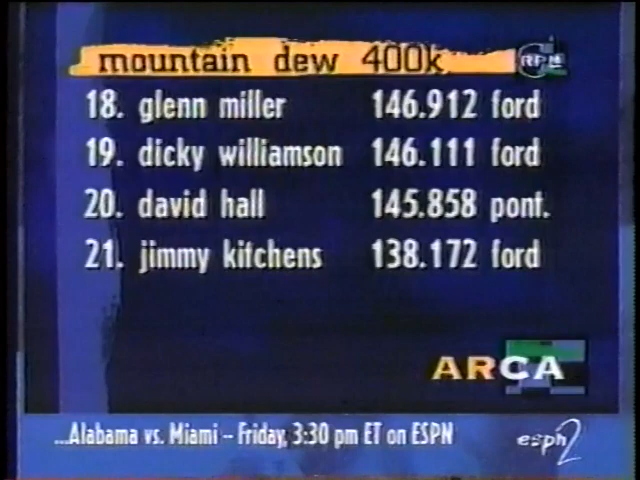 mountain dew 400k RPM
18. glenn miller 146.912 ford
19. dicky williamson 146.111 ford
20. david hall 145.858 pont.
21. jimmy kitchens 138.172 ford
ARCA
...Alabama vs. Miami – Friday, 3:30 pm ET on ESPN
espn 2